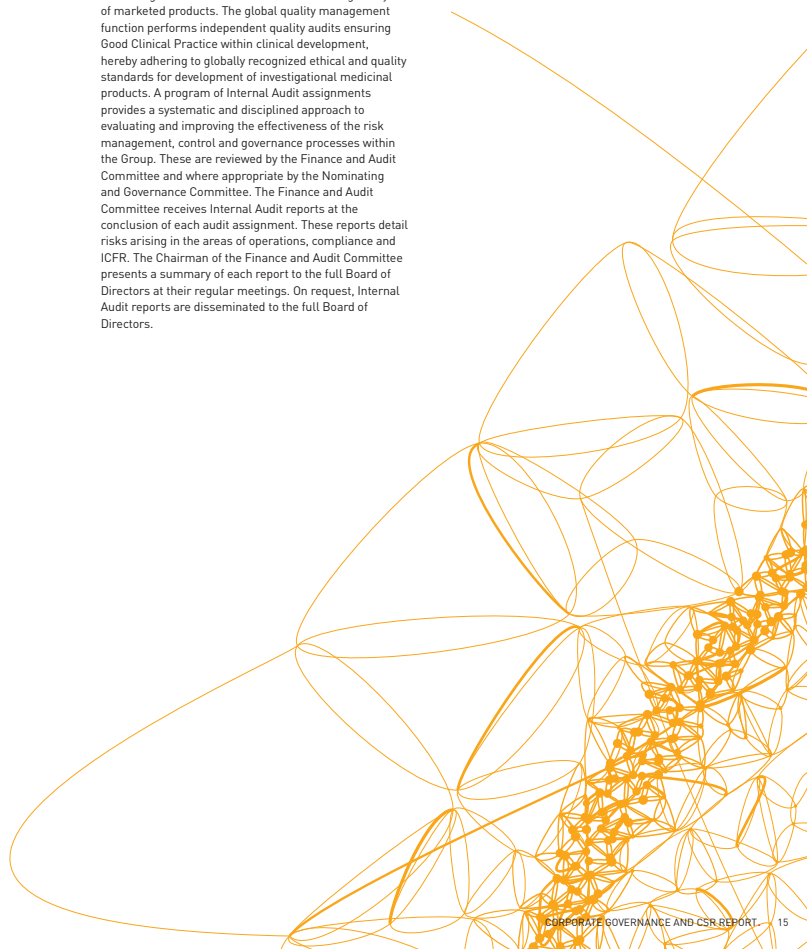 of marketed products. The global quality management
function performs independent quality audits ensuring
Good Clinical Practice within clinical development,
hereby adhering to globally recognized ethical and quality
standards for development of investigational medicinal
products. A program of Internal Audit assignments
provides a systematic and disciplined approach to
evaluating and improving the effectiveness of the risk
management, control and governance processes within
the Group. These are reviewed by the Finance and Audit
Committee and where appropriate by the Nominating
and Governance Committee. The Finance and Audit
Committee receives Internal Audit reports at the
conclusion of each audit assignment. These reports detail
risks arising in the areas of operations, compliance and
ICFR. The Chairman of the Finance and Audit Committee
presents a summary of each report to the full Board of
Directors at their regular meetings. On request, Internal
Audit reports are disseminated to the full Board of
Directors.
CORPORATE GOVERNANCE AND CSR REPORT. 15